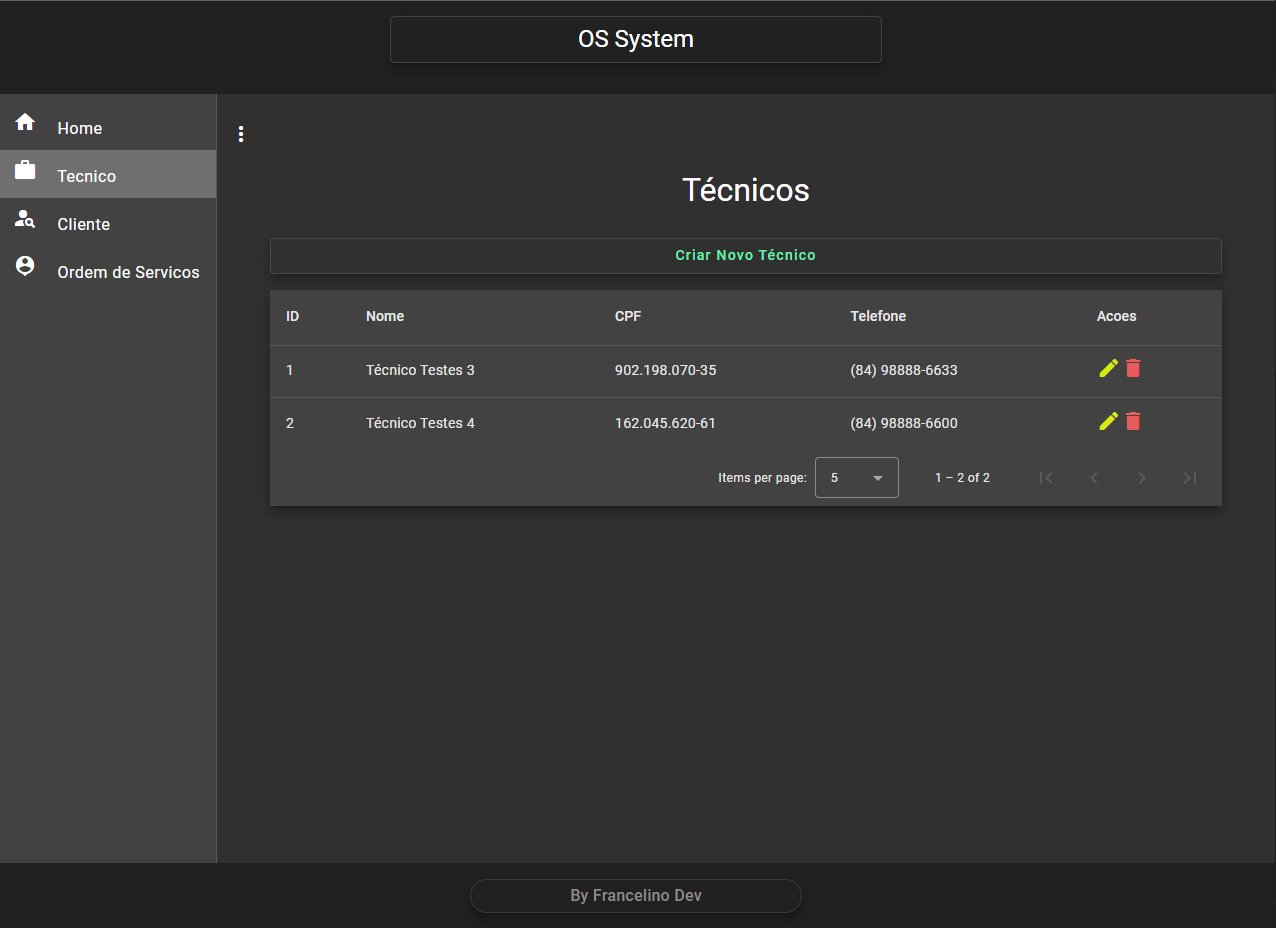 OS System
Home
Tecnico
Cliente
Ordem de Servicos
Técnicos
Criar Novo Técnico
ID Nome CPF Telefone Acoes
1 Técnico Testes 3 902.198.070-35 (84) 98888-6633
2 Técnico Testes 4 162.045.620-61 (84) 98888-6600
Items per page: 5 1 – 2 of 2
By Francelino Dev